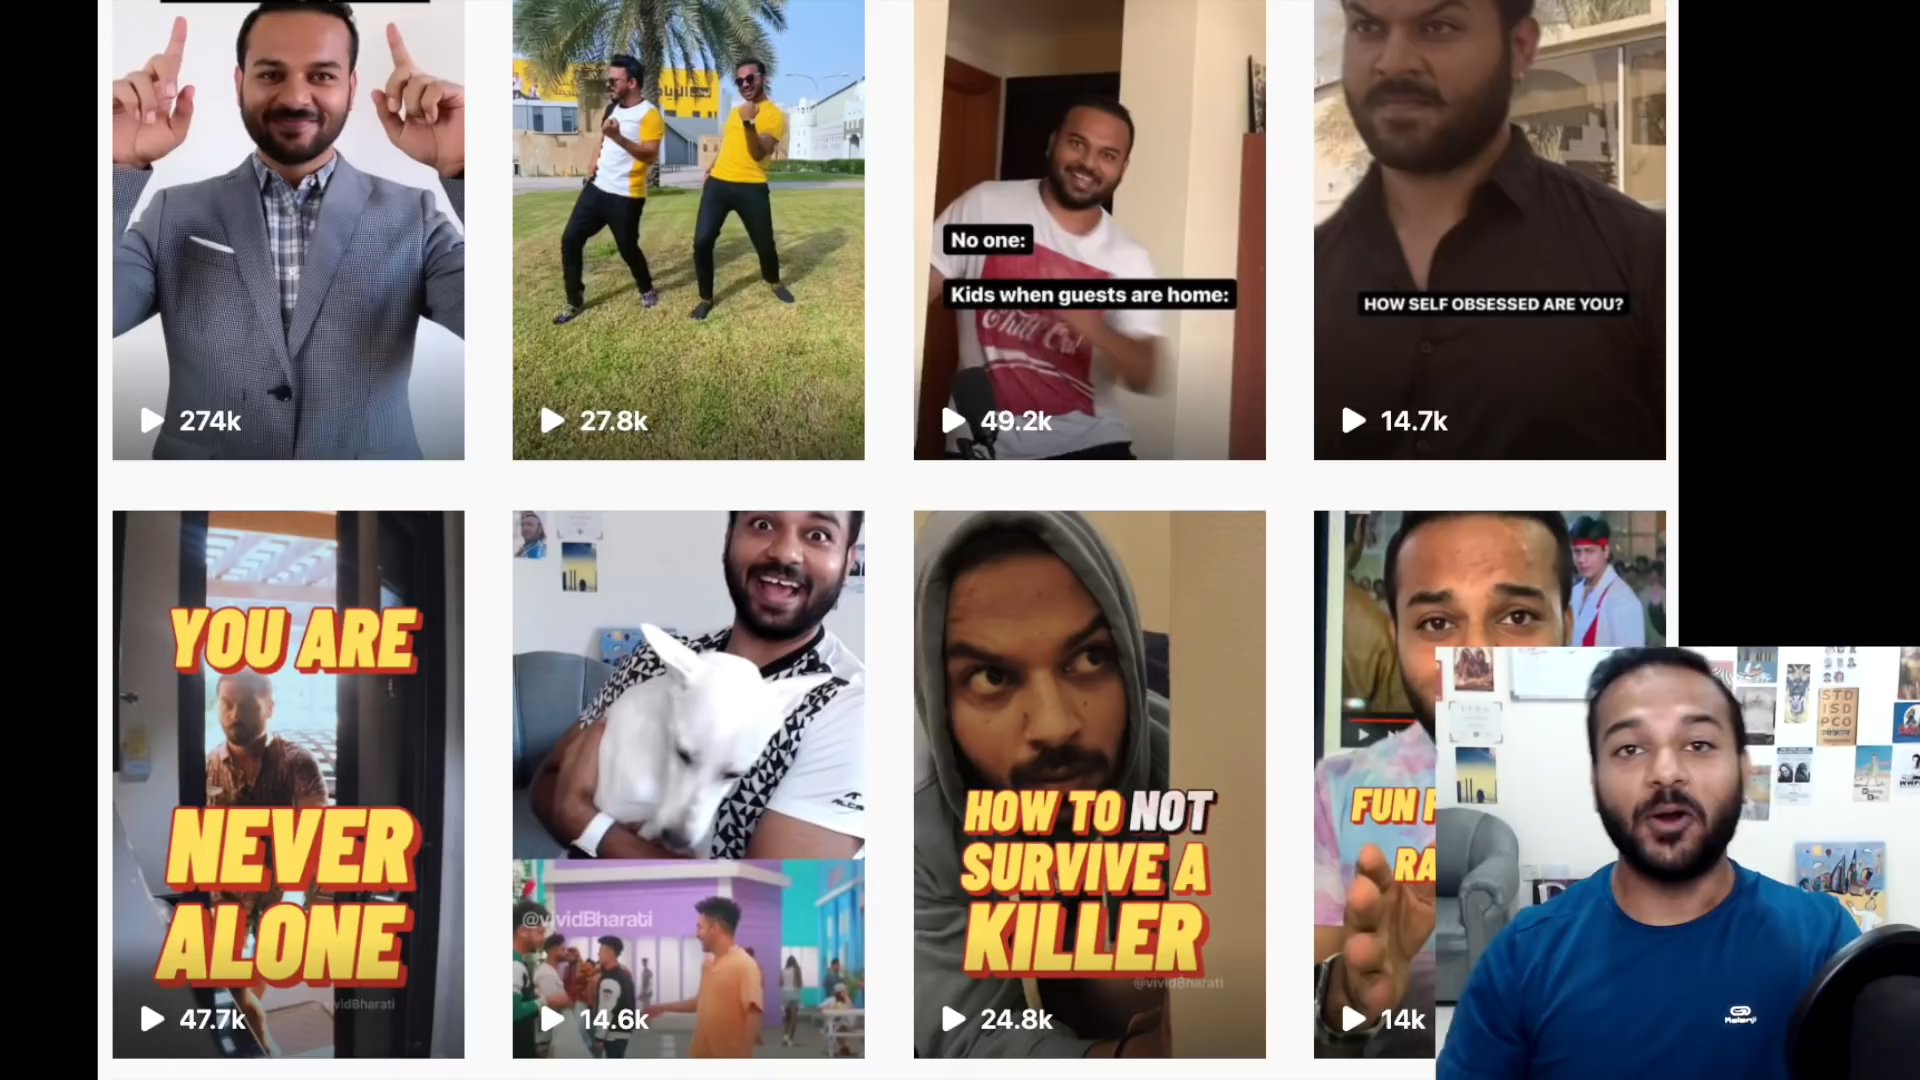 No one:
Kids when guests are home:
HOW SELF OBSESSED ARE YOU?
274k
27.8k
49.2k
14.7k
YOU ARE
NEVER
ALONE
47.7k
@vividBharati
14.6k
HOW TO NOT
SURVIVE A
KILLER
@vividBharati
24.8k
FUN
RA
14k
STD
ISD
PCO
Kalenji